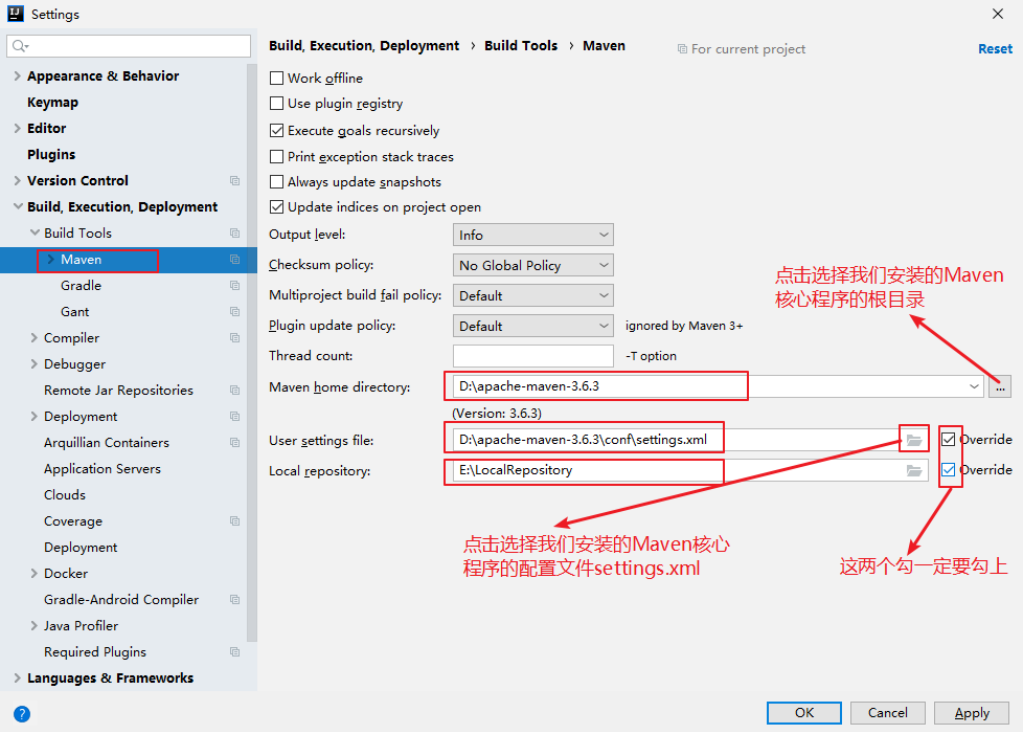 Settings
Appearance & Behavior
Keymap
Editor
Plugins
Version Control
Build, Execution, Deployment
Build Tools
Maven
Gradle
Gant
Compiler
Debugger
Remote Jar Repositories
Deployment
Arquillian Containers
Application Servers
Clouds
Coverage
Deployment
Docker
Gradle-Android Compiler
Java Profiler
Required Plugins
Languages & Frameworks
Build, Execution, Deployment › Build Tools › Maven
For current project
Reset
Work offline
Use plugin registry
Execute goals recursively
Print exception stack traces
Always update snapshots
Update indices on project open
Output level: Info
Checksum policy: No Global Policy
Multiproject build fail policy: Default
Plugin update policy: Default ignored by Maven 3+
Thread count: -T option
Maven home directory: D:\apache-maven-3.6.3 ...
(Version: 3.6.3)
User settings file: D:\apache-maven-3.6.3\conf\settings.xml Override
Local repository: E:\LocalRepository Override
点击选择我们安装的Maven
核心程序的根目录
点击选择我们安装的Maven核心
程序的配置文件settings.xml
这两个勾一定要勾上
?
OK Cancel Apply